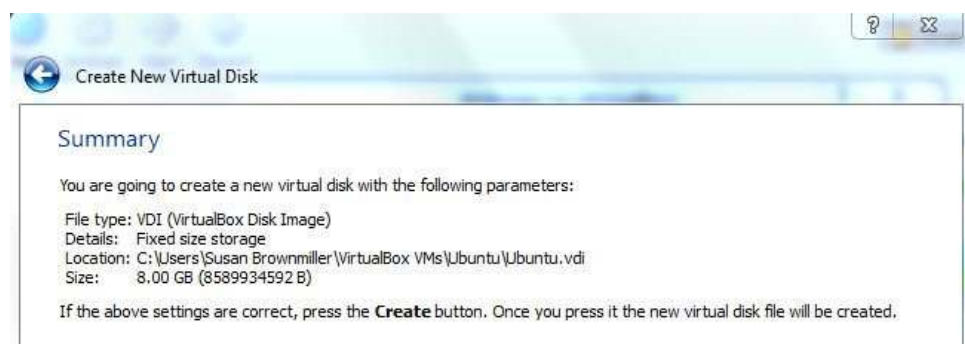 Create New Virtual Disk
Summary
You are going to create a new virtual disk with the following parameters:
File type: VDI (VirtualBox Disk Image)
Details: Fixed size storage
Location: C:\Users\Susan Brownmiller\VirtualBox VMs\Ubuntu\Ubuntu.vdi
Size: 8.00 GB (8589934592 B)
If the above settings are correct, press the Create button. Once you press it the new virtual disk file will be created.